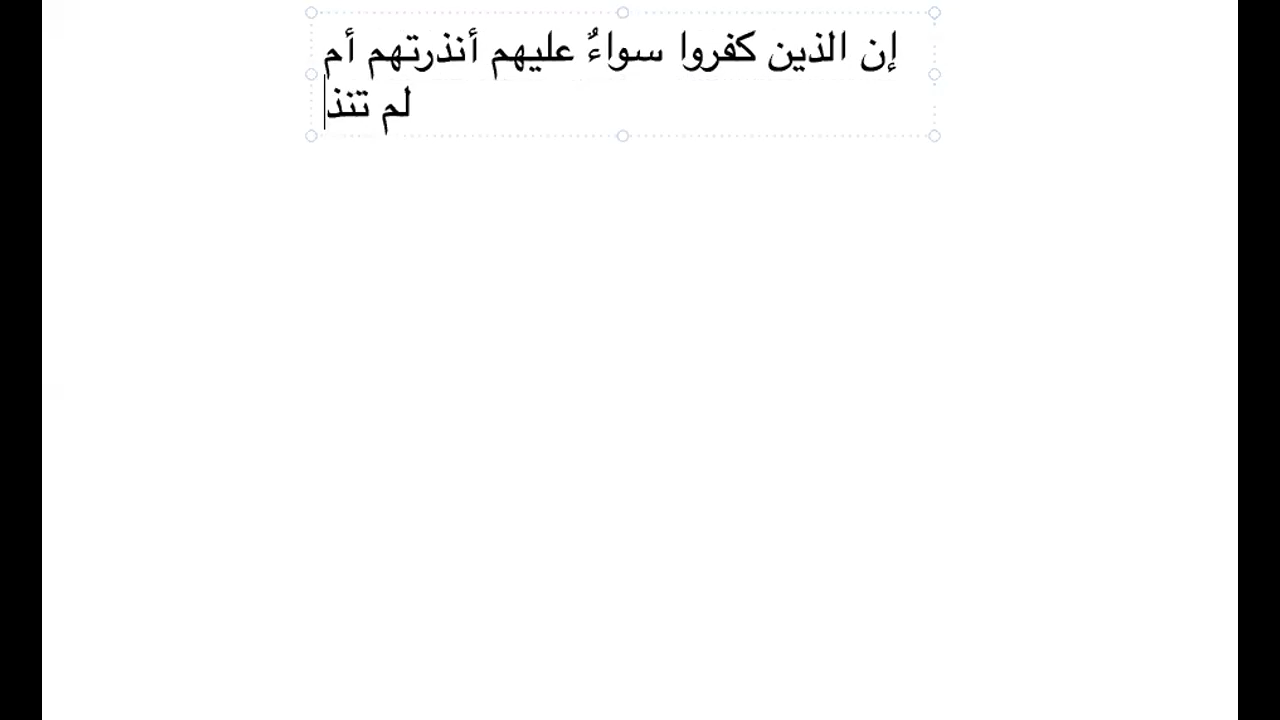 إن الذين كفروا سواءٌ عليهم أنذرتهم أم
لم تنذ